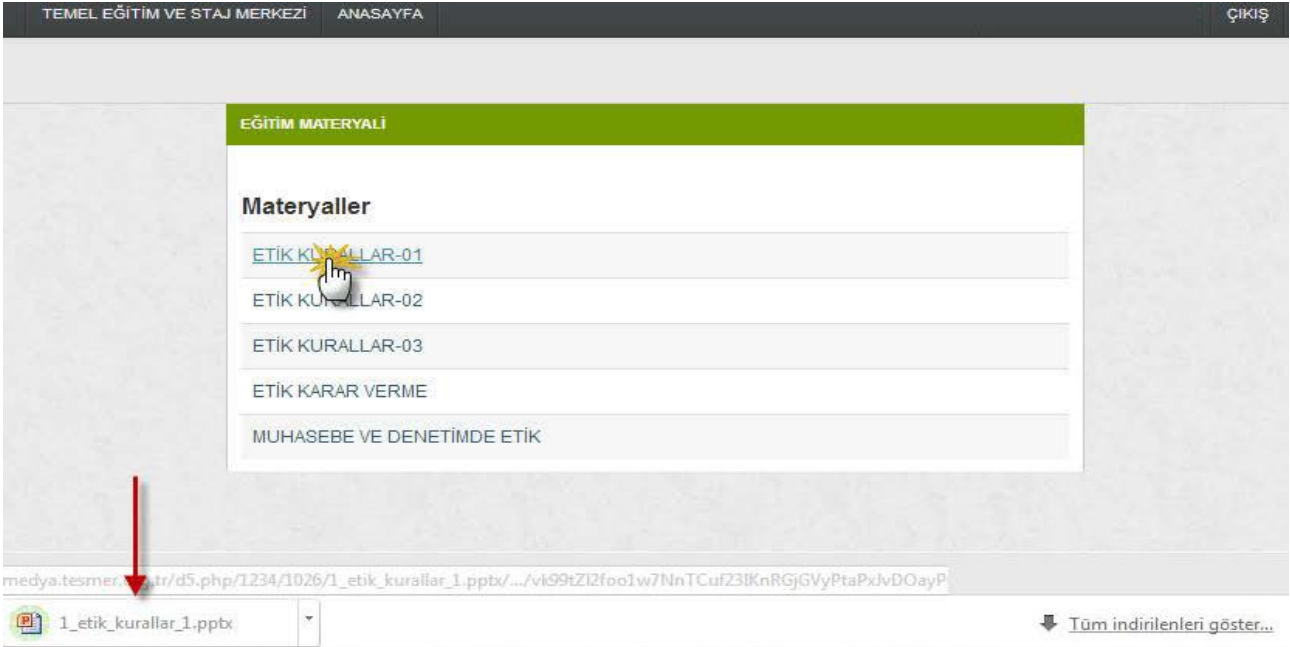 TEMEL EĞİTİM VE STAJ MERKEZİ ANASAYFA ÇIKIŞ
EĞİTİM MATERYALİ
Materyaller
ETİK KURALLAR-01
ETİK KURALLAR-02
ETİK KURALLAR-03
ETİK KARAR VERME
MUHASEBE VE DENETİMDE ETİK
1_etik_kurallar_1.pptx Tüm indirilenleri göster...